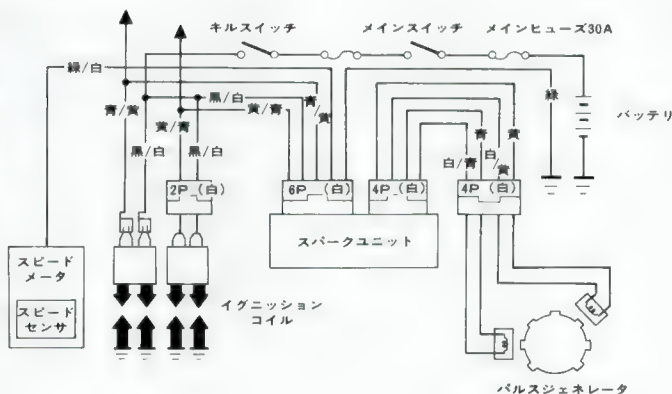 キルスイッチ
メインスイッチ
メインヒューズ30A
緑/白
黒/白
青/黄
黄/青
青/黄
黄/青
黒/白
黒/白
緑
青
黄
白/青
白/黄
バッテリ
2P (白)
6P (白)
4P (白)
4P (白)
スパークユニット
スピード
メータ
スピード
センサ
イグニッション
コイル
パルスジェネレータ